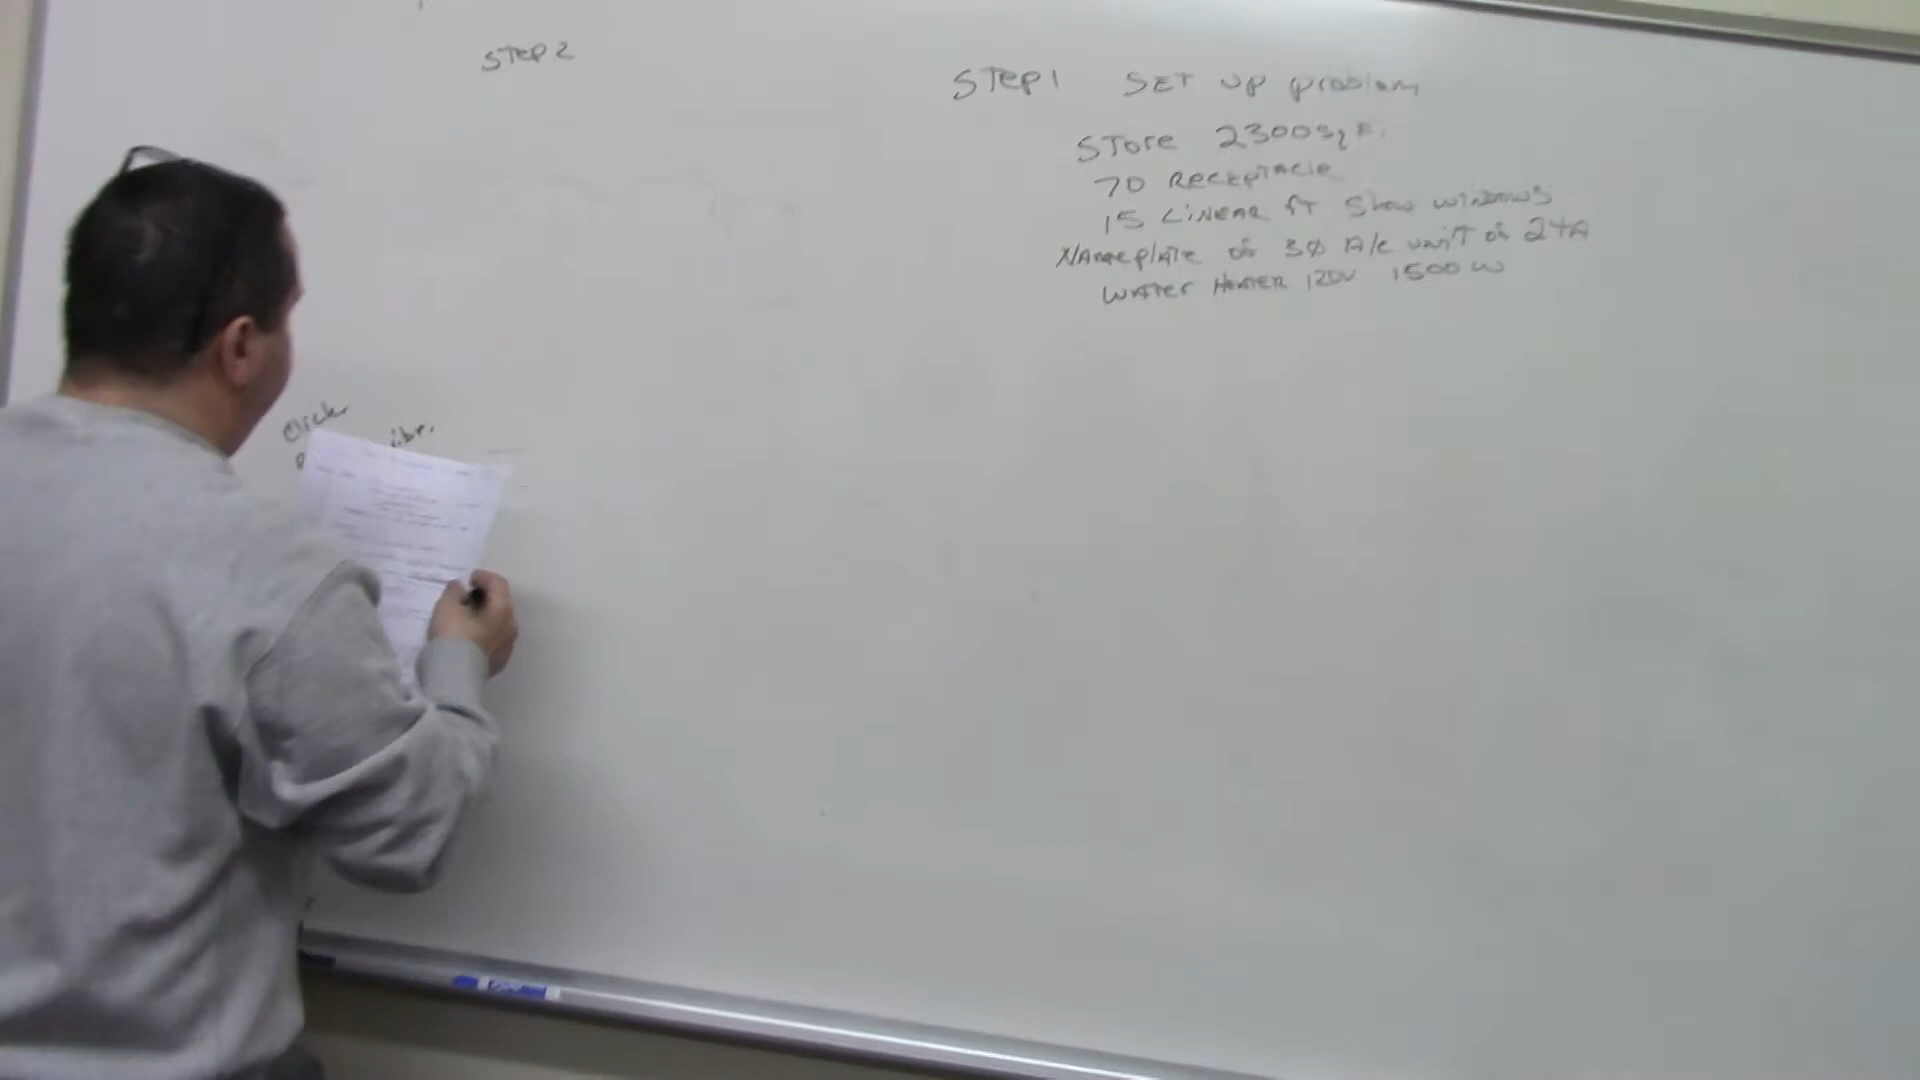 STEP 2
STEP 1 SET up problem
STore 2300 sq F.
70 Receptacle
15 LiNEAR fT Show wiNDowS
NAmeplATe of 3Ø A/c uniT of 24A
wATer HeATER 120V 1500 w
Click